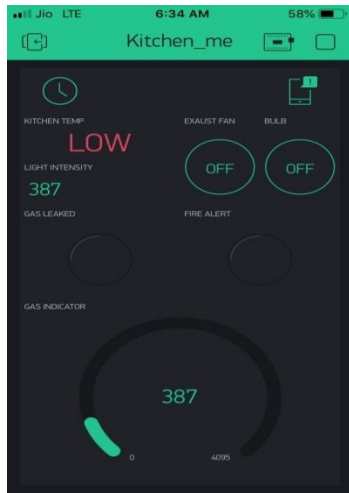 Jio LTE 6:34 AM 58%
Kitchen_me
KITCHEN TEMP EXAUST FAN BULB
LOW
LIGHT INTENSITY OFF OFF
387
GAS LEAKED FIRE ALERT
GAS INDICATOR
387
0 4095